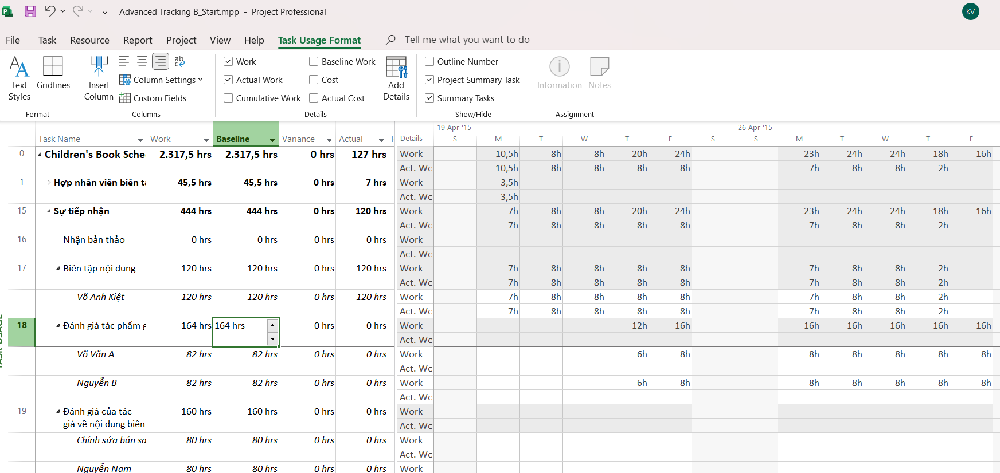 Advanced Tracking B_Start.mpp - Project Professional
KV
File Task Resource Report Project View Help Task Usage Format Tell me what you want to do
Text Styles
Gridlines
Format
Insert Column
Column Settings
Custom Fields
Columns
Work
Actual Work
Cumulative Work
Baseline Work
Cost
Actual Cost
Add Details
Details
Outline Number
Project Summary Task
Summary Tasks
Show/Hide
Information
Notes
Assignment
19 Apr '15 26 Apr '15
Task Name Work Baseline Variance Actual R Details S M T W T F S S M T W T F
0 Children's Book Sche 2.317,5 hrs 2.317,5 hrs 0 hrs 127 hrs Work 10,5h 8h 8h 20h 24h 23h 24h 24h 18h 16h
Act. Wc 10,5h 8h 8h 8h 8h 7h 8h 8h 2h
1 Hợp nhân viên biên tậ 45,5 hrs 45,5 hrs 0 hrs 7 hrs Work 3,5h
Act. Wc 3,5h
15 Sự tiếp nhận 444 hrs 444 hrs 0 hrs 120 hrs Work 7h 8h 8h 20h 24h 23h 24h 24h 18h 16h
Act. Wc 7h 8h 8h 8h 8h 7h 8h 8h 2h
16 Nhận bản thảo 0 hrs 0 hrs 0 hrs 0 hrs Work
Act. Wc
17 Biên tập nội dung 120 hrs 120 hrs 0 hrs 120 hrs Work 7h 8h 8h 8h 8h 7h 8h 8h 2h
Act. Wc 7h 8h 8h 8h 8h 7h 8h 8h 2h
Võ Anh Kiệt 120 hrs 120 hrs 0 hrs 120 hrs Work 7h 8h 8h 8h 8h 7h 8h 8h 2h
Act. Wc 7h 8h 8h 8h 8h 7h 8h 8h 2h
18 Đánh giá tác phẩm g 164 hrs 164 hrs 0 hrs 0 hrs Work 12h 16h 16h 16h 16h 16h 16h
Act. Wc
Võ Văn A 82 hrs 82 hrs 0 hrs 0 hrs Work 6h 8h 8h 8h 8h 8h 8h
Act. Wc
Nguyễn B 82 hrs 82 hrs 0 hrs 0 hrs Work 6h 8h 8h 8h 8h 8h 8h
Act. Wc
19 Đánh giá của tác 160 hrs 160 hrs 0 hrs 0 hrs Work
giả về nội dung biên Act. Wc
Chỉnh sửa bản sa 80 hrs 80 hrs 0 hrs 0 hrs Work
Act. Wc
Nguyễn Nam 80 hrs 80 hrs 0 hrs 0 hrs Work